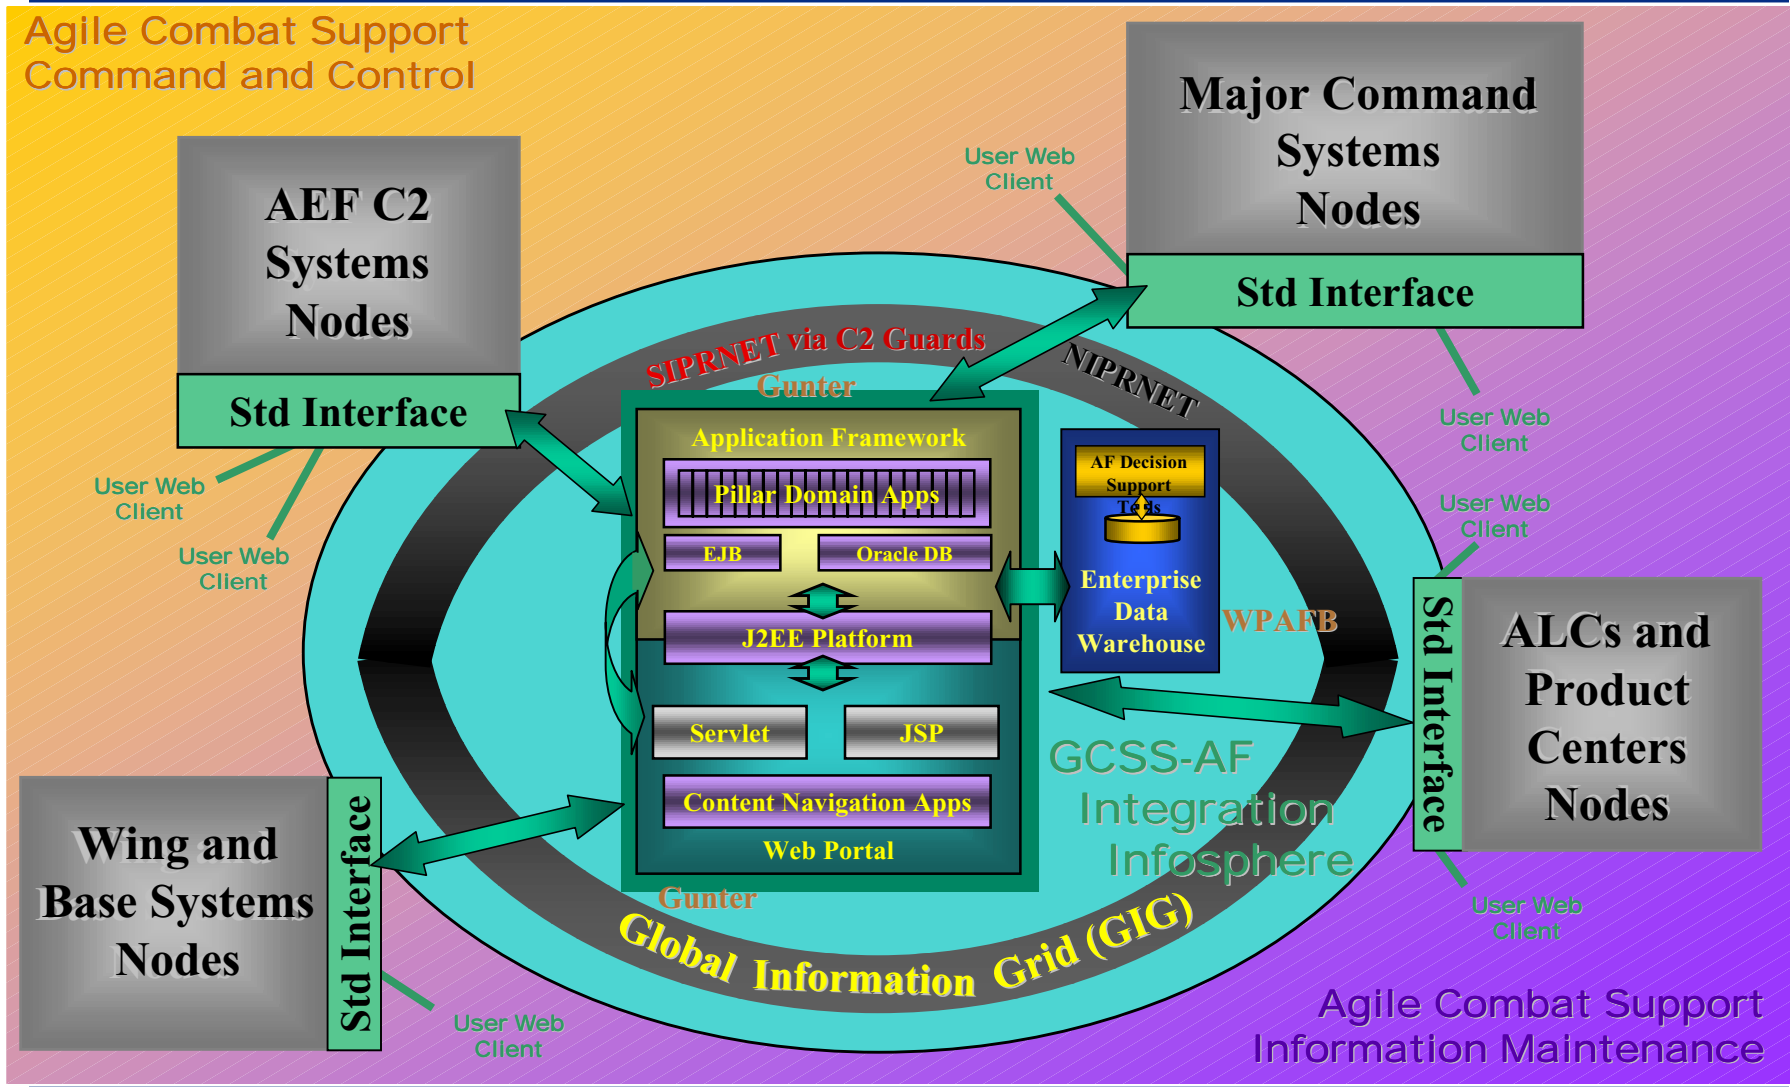 Agile Combat Support
Command and Control
AEF C2
Systems
Nodes
Std Interface
User Web
Client
User Web
Client
User Web
Client
Major Command
Systems
Nodes
Std Interface
User Web
Client
SIPRNET via C2 Guards
NIPRNET
Gunter
Application Framework
Pillar Domain Apps
EJB
Oracle DB
J2EE Platform
Servlet
JSP
Content Navigation Apps
Web Portal
Gunter
AF Decision
Support
Tools
Enterprise
Data
Warehouse
WPAFB
User Web
Client
Std Interface
ALCs and
Product
Centers
Nodes
User Web
Client
GCSS-AF
Integration
Infosphere
Wing and
Base Systems
Nodes
Std Interface
User Web
Client
Global Information Grid (GIG)
Agile Combat Support
Information Maintenance